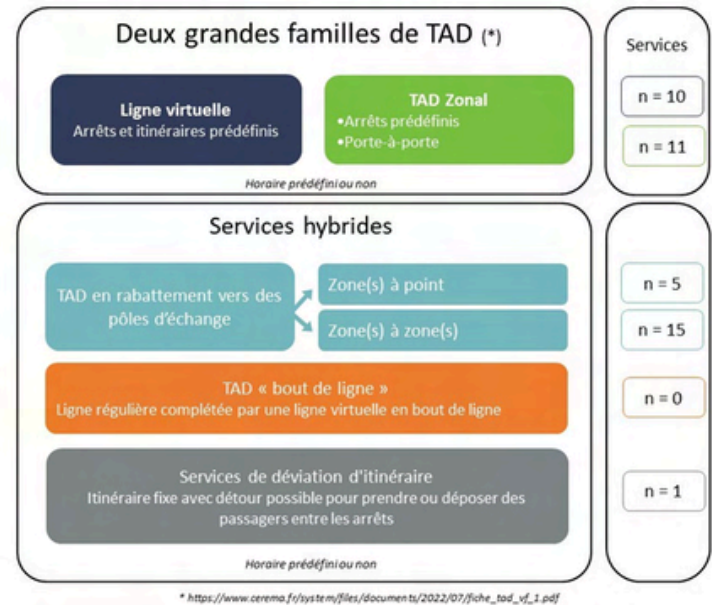 Deux grandes familles de TAD (*)
Services
Ligne virtuelle
Arrêts et itinéraires prédéfinis
TAD Zonal
•Arrêts prédéfinis
•Porte-à-porte
n = 10
n = 11
Horaire prédéfini ou non
Services hybrides
TAD en rabattement vers des
pôles d'échange
Zone(s) à point
Zone(s) à zone(s)
n = 5
n = 15
TAD « bout de ligne »
Ligne régulière complétée par une ligne virtuelle en bout de ligne
n = 0
Services de déviation d'itinéraire
Itinéraire fixe avec détour possible pour prendre ou déposer des
passagers entre les arrêts
n = 1
Horaire prédéfini ou non
* https://www.cerema.fr/system/files/documents/2022/07/fiche_tad_vf_1.pdf